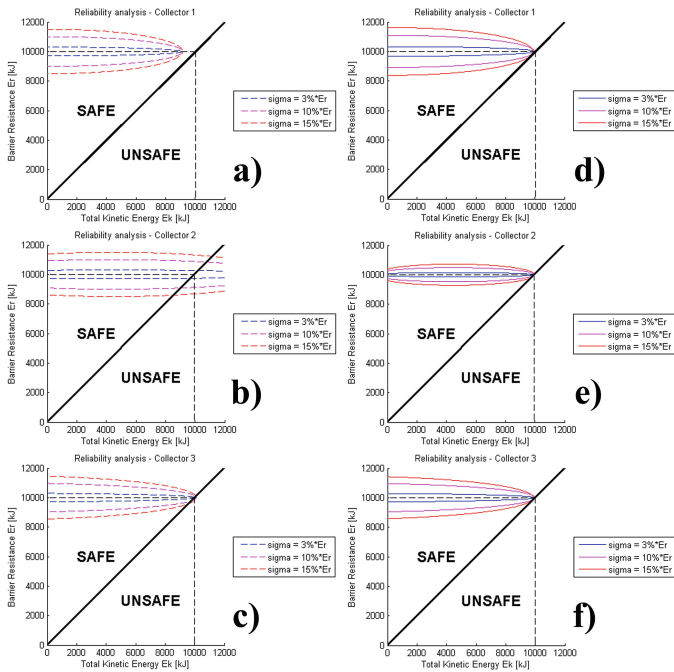 Reliability analysis - Collector 1
Barrier Resistance Er [kJ]
12000
10000
8000
6000
4000
2000
0
SAFE
UNSAFE
0 2000 4000 6000 8000 10000 12000
Total Kinetic Energy Ek [kJ]
sigma = 3%*Er
sigma = 10%*Er
sigma = 15%*Er
a)
Reliability analysis - Collector 1
Barrier Resistance Er [kJ]
12000
10000
8000
6000
4000
2000
0
SAFE
UNSAFE
0 2000 4000 6000 8000 10000 12000
Total Kinetic Energy Ek [kJ]
sigma = 3%*Er
sigma = 10%*Er
sigma = 15%*Er
d)
Reliability analysis - Collector 2
Barrier Resistance Er [kJ]
12000
10000
8000
6000
4000
2000
0
SAFE
UNSAFE
0 2000 4000 6000 8000 10000 12000
Total Kinetic Energy Ek [kJ]
sigma = 3%*Er
sigma = 10%*Er
sigma = 15%*Er
b)
Reliability analysis - Collector 2
Barrier Resistance Er [kJ]
12000
10000
8000
6000
4000
2000
0
SAFE
UNSAFE
0 2000 4000 6000 8000 10000 12000
Total Kinetic Energy Ek [kJ]
sigma = 3%*Er
sigma = 10%*Er
sigma = 15%*Er
e)
Reliability analysis - Collector 3
Barrier Resistance Er [kJ]
12000
10000
8000
6000
4000
2000
0
SAFE
UNSAFE
0 2000 4000 6000 8000 10000 12000
Total Kinetic Energy Ek [kJ]
sigma = 3%*Er
sigma = 10%*Er
sigma = 15%*Er
c)
Reliability analysis - Collector 3
Barrier Resistance Er [kJ]
12000
10000
8000
6000
4000
2000
0
SAFE
UNSAFE
0 2000 4000 6000 8000 10000 12000
Total Kinetic Energy Ek [kJ]
sigma = 3%*Er
sigma = 10%*Er
sigma = 15%*Er
f)